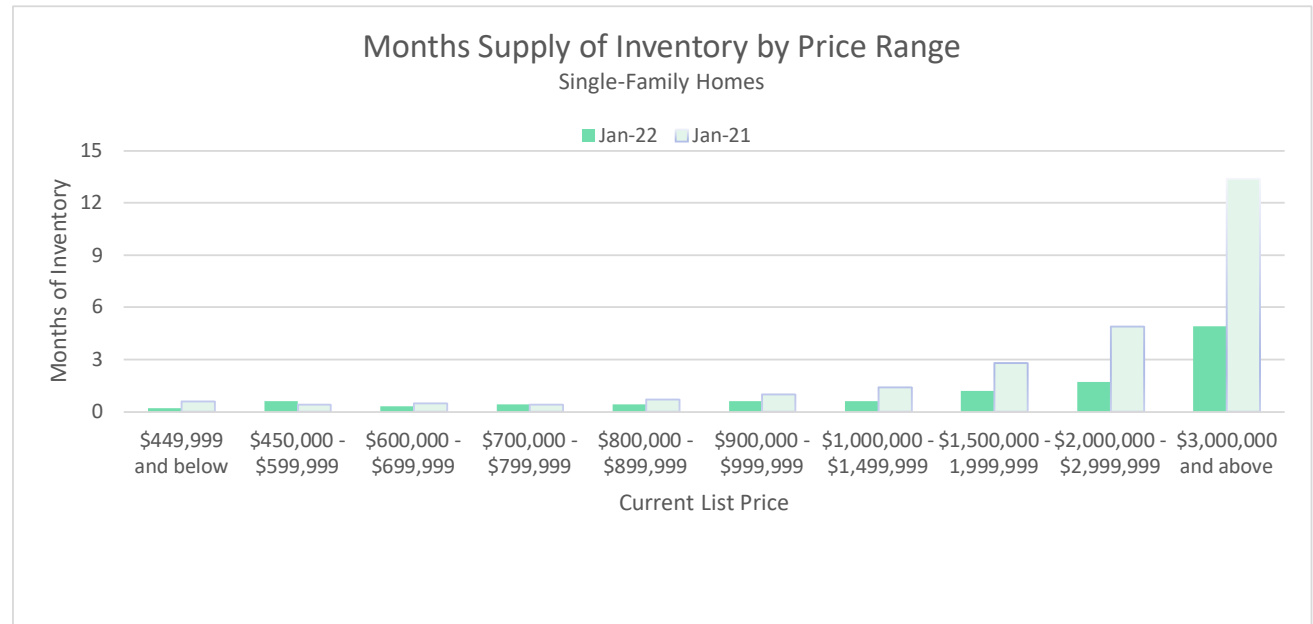 Months Supply of Inventory by Price Range
Single-Family Homes
Jan-22 Jan-21
15
12
9
6
3
0
Months of Inventory
$449,999 $450,000 - $600,000 - $700,000 - $800,000 - $900,000 - $1,000,000 - $1,500,000 - $2,000,000 - $3,000,000
and below $599,999 $699,999 $799,999 $899,999 $999,999 $1,499,999 1,999,999 $2,999,999 and above
Current List Price